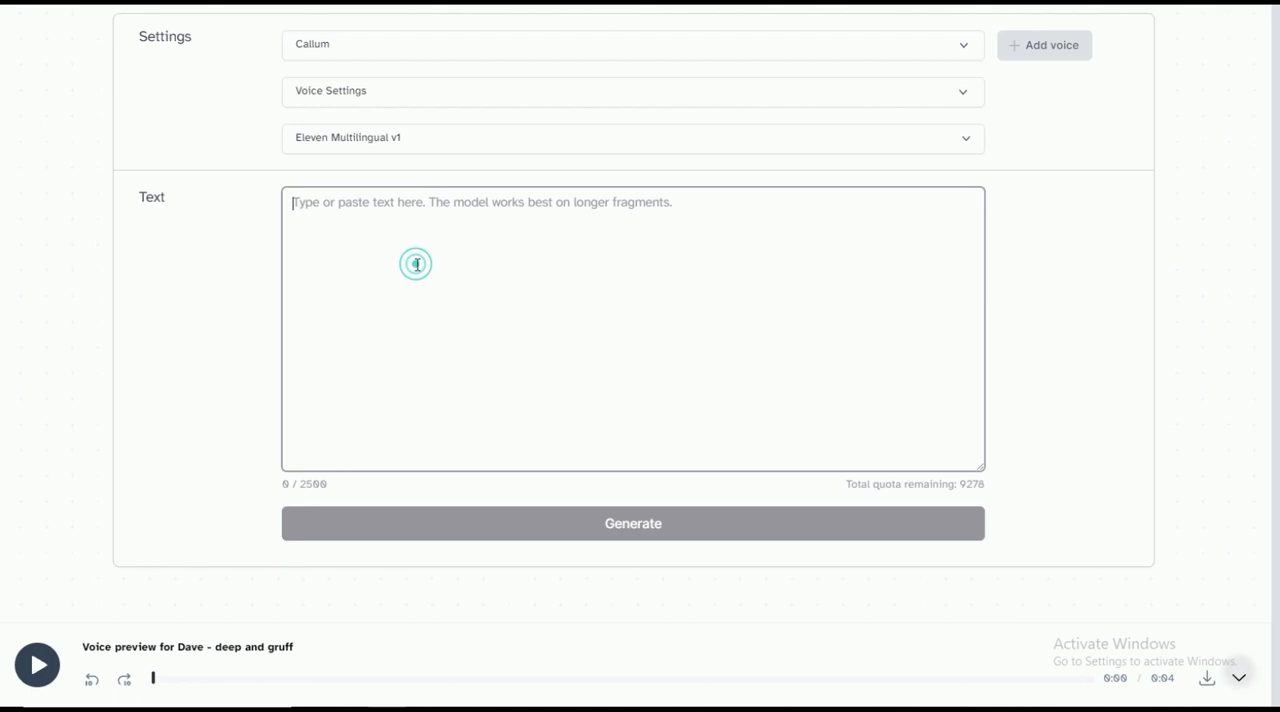 Settings
Callum
Add voice
Voice Settings
Eleven Multilingual v1
Text
Type or paste text here. The model works best on longer fragments.
0 / 2500
Total quota remaining: 9278
Generate
Voice preview for Dave - deep and gruff
Activate Windows
Go to Settings to activate Windows.
10
10
0:00 / 0:04